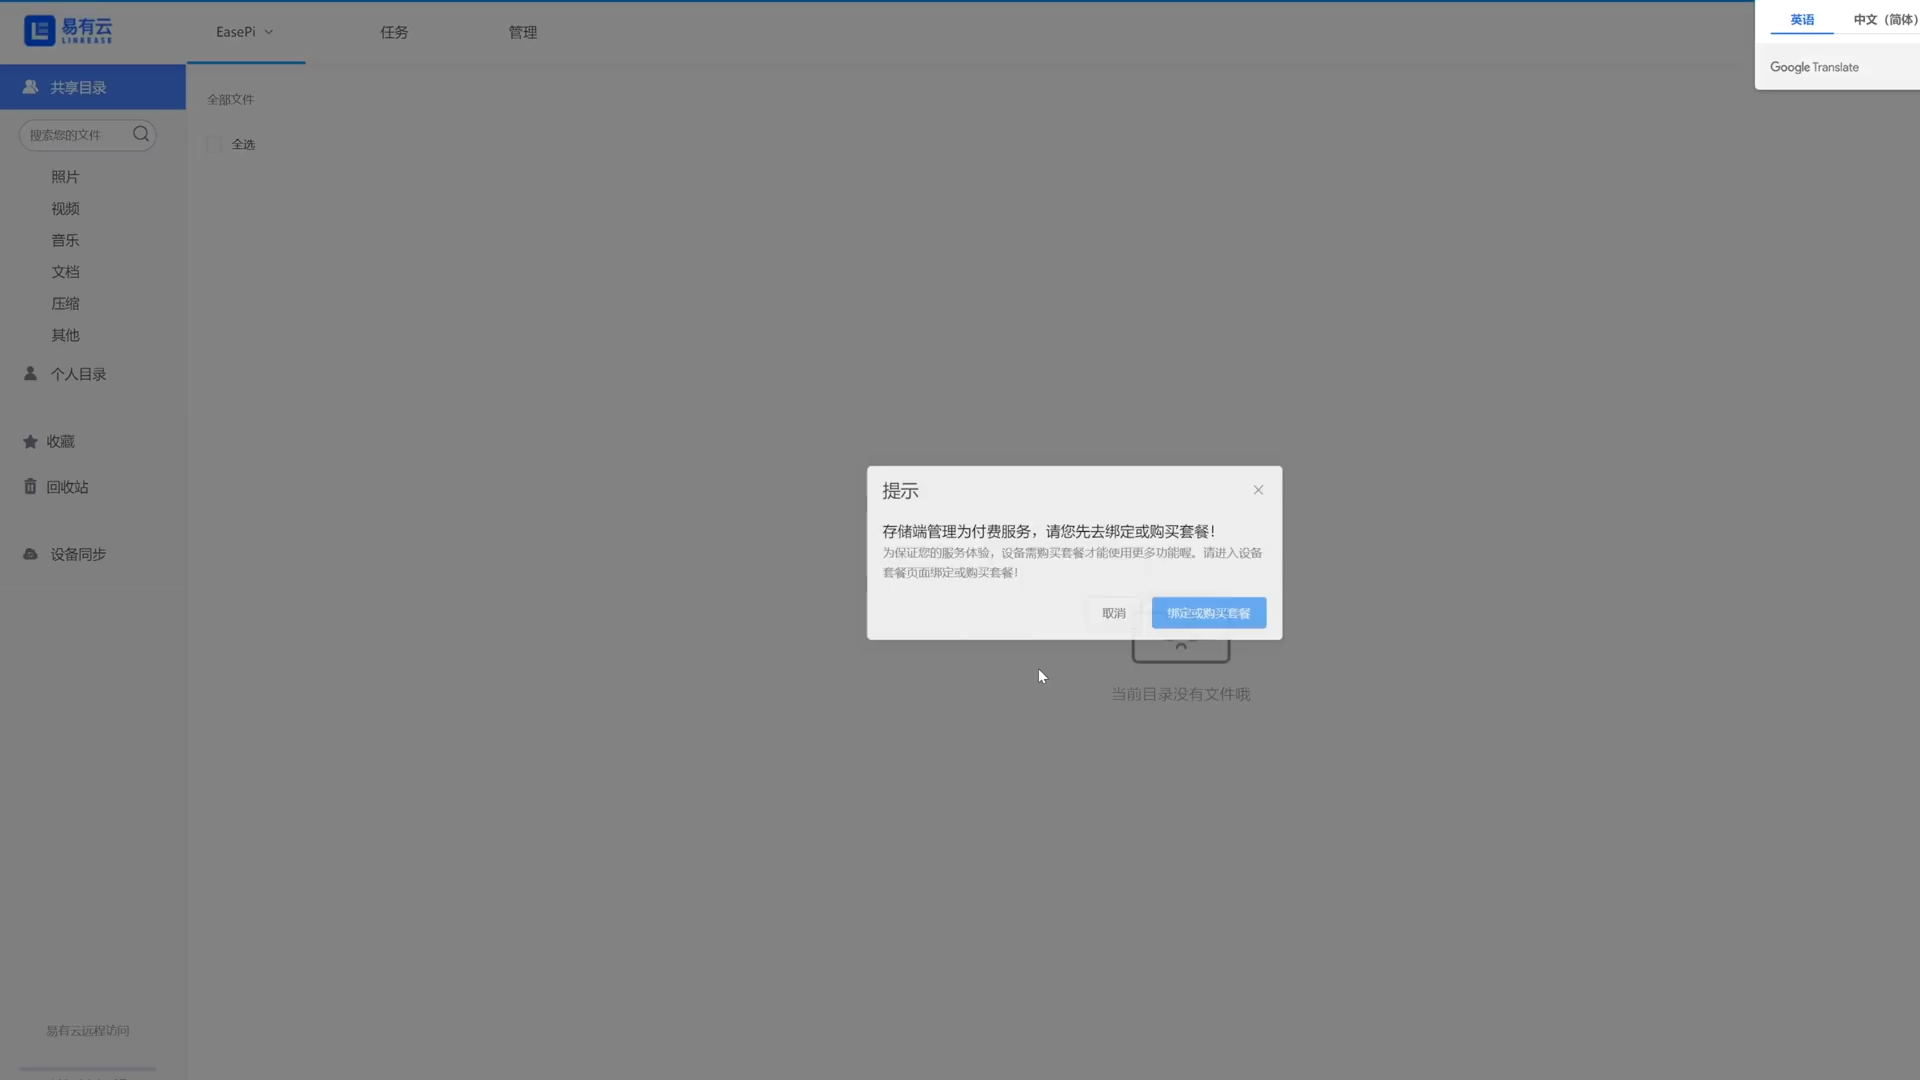 易有云
LINKEASE
EasePi
任务
管理
英语
中文（简体）
Google Translate
共享目录
搜索您的文件
照片
视频
音乐
文档
压缩
其他
个人目录
收藏
回收站
设备同步
易有云远程访问
全部文件
全选
提示
存储端管理为付费服务，请您先去绑定或购买套餐！
为保证您的服务体验，设备需购买套餐才能使用更多功能喔。请进入设备
套餐页面绑定或购买套餐！
取消
绑定或购买套餐
当前目录没有文件哦